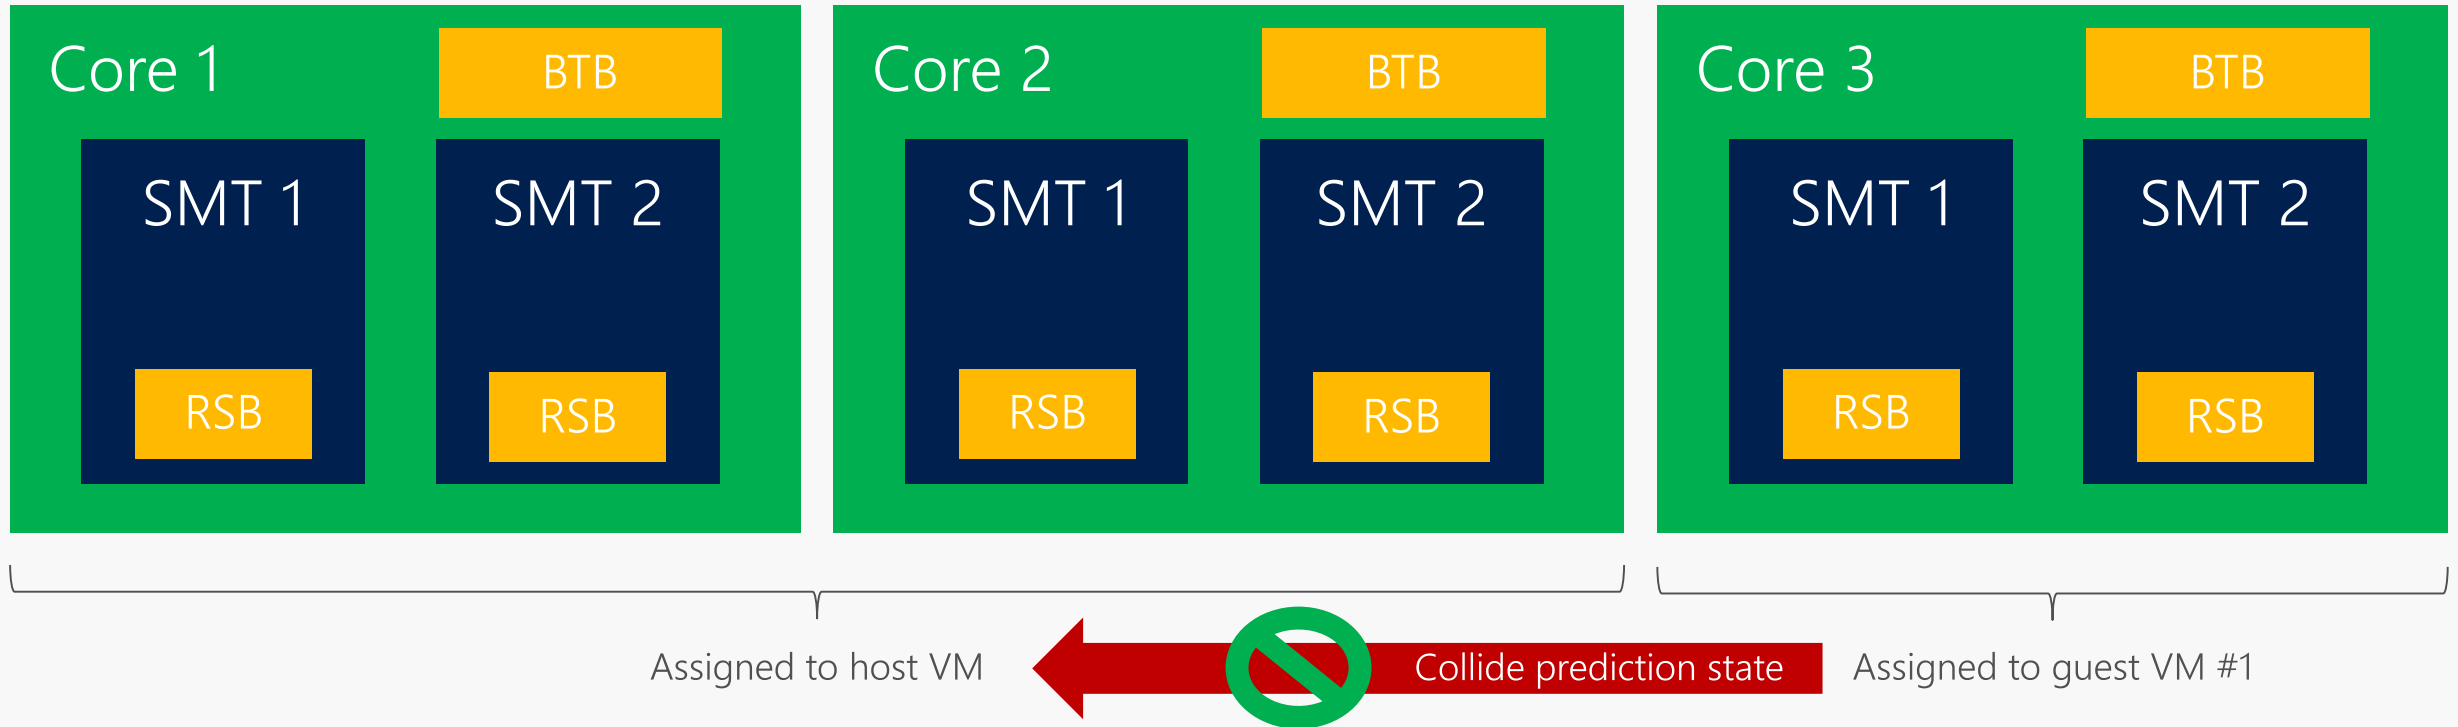 Core 1
BTB
SMT 1
SMT 2
RSB
RSB
Core 2
BTB
SMT 1
SMT 2
RSB
RSB
Core 3
BTB
SMT 1
SMT 2
RSB
RSB
Assigned to host VM
Collide prediction state
Assigned to guest VM #1